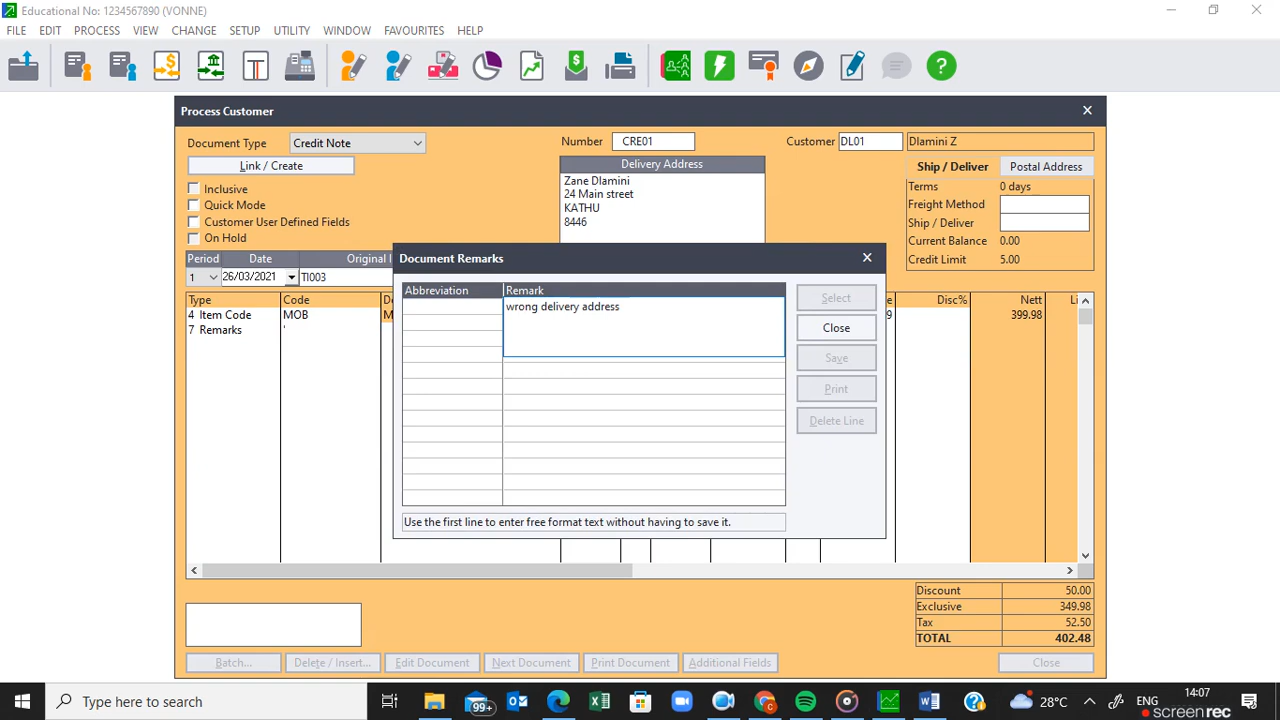 Educational No: 1234567890 (VONNE)
FILE EDIT PROCESS VIEW CHANGE SETUP UTILITY WINDOW FAVOURITES HELP
Process Customer
Document Type Credit Note Number CRE01 Customer DL01 Dlamini Z
Link / Create Delivery Address Ship / Deliver Postal Address
Zane Dlamini
24 Main street
KATHU
8446
Inclusive
Quick Mode
Customer User Defined Fields
On Hold
Terms 0 days
Freight Method
Ship / Deliver
Current Balance 0.00
Credit Limit 5.00
Period Date
1 26/03/2021 TI003
Type Code Disc% Nett
4 Item Code MOB 399.98
7 Remarks '
Document Remarks
Abbreviation Remark
wrong delivery address
Select
Close
Save
Print
Delete Line
Use the first line to enter free format text without having to save it.
Discount 50.00
Exclusive 349.98
Tax 52.50
TOTAL 402.48
Batch... Delete / Insert... Edit Document Next Document Print Document Additional Fields Close
Type here to search 99+ 28°C ENG 14:07
screenrec